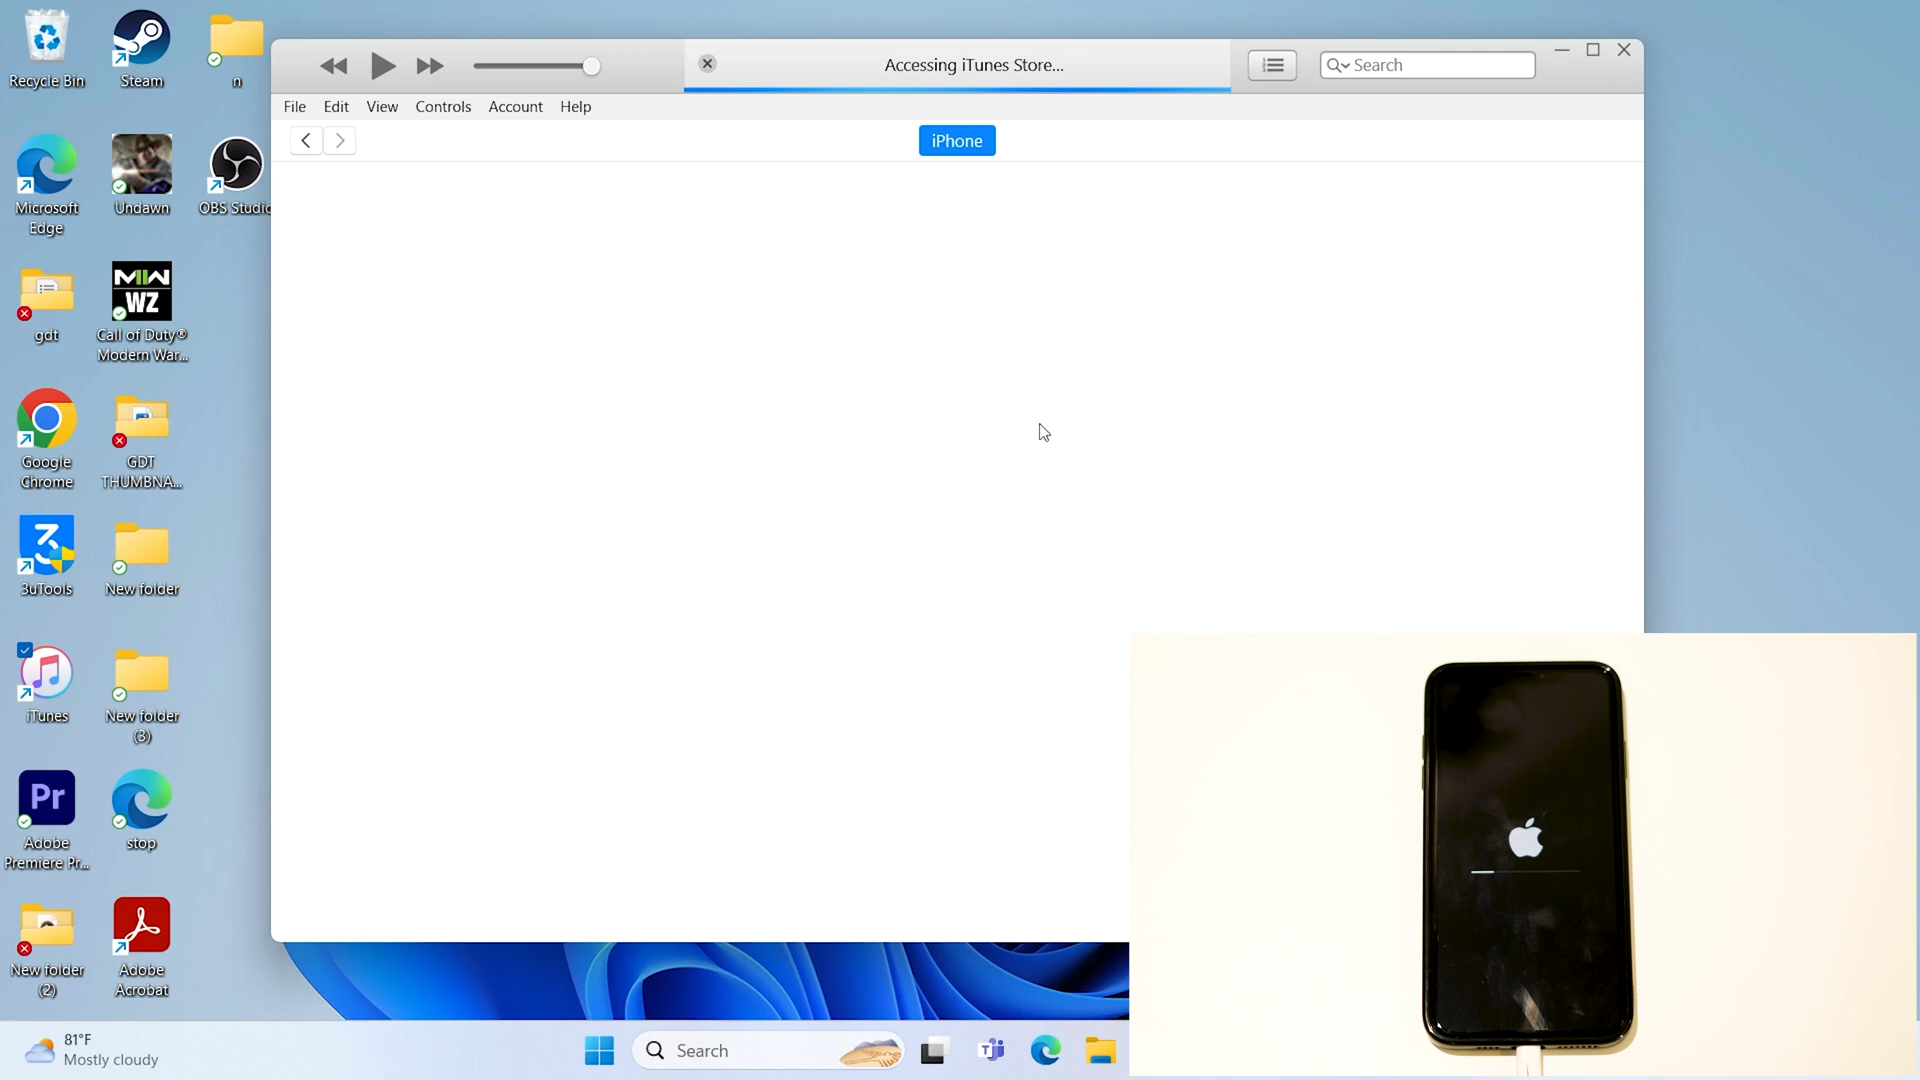 Recycle Bin
Steam
n
Accessing iTunes Store...
Search
File Edit View Controls Account Help
iPhone
Microsoft
Edge
Undawn
OBS Studio
gdt
MW
WZ
Call of Duty®
Modern War...
Google
Chrome
GDT
THUMBNA...
3uTools
New folder
iTunes
New folder
(3)
Pr
Adobe
Premiere Pr...
stop
New folder
(2)
Adobe
Acrobat
81°F
Mostly cloudy
Search